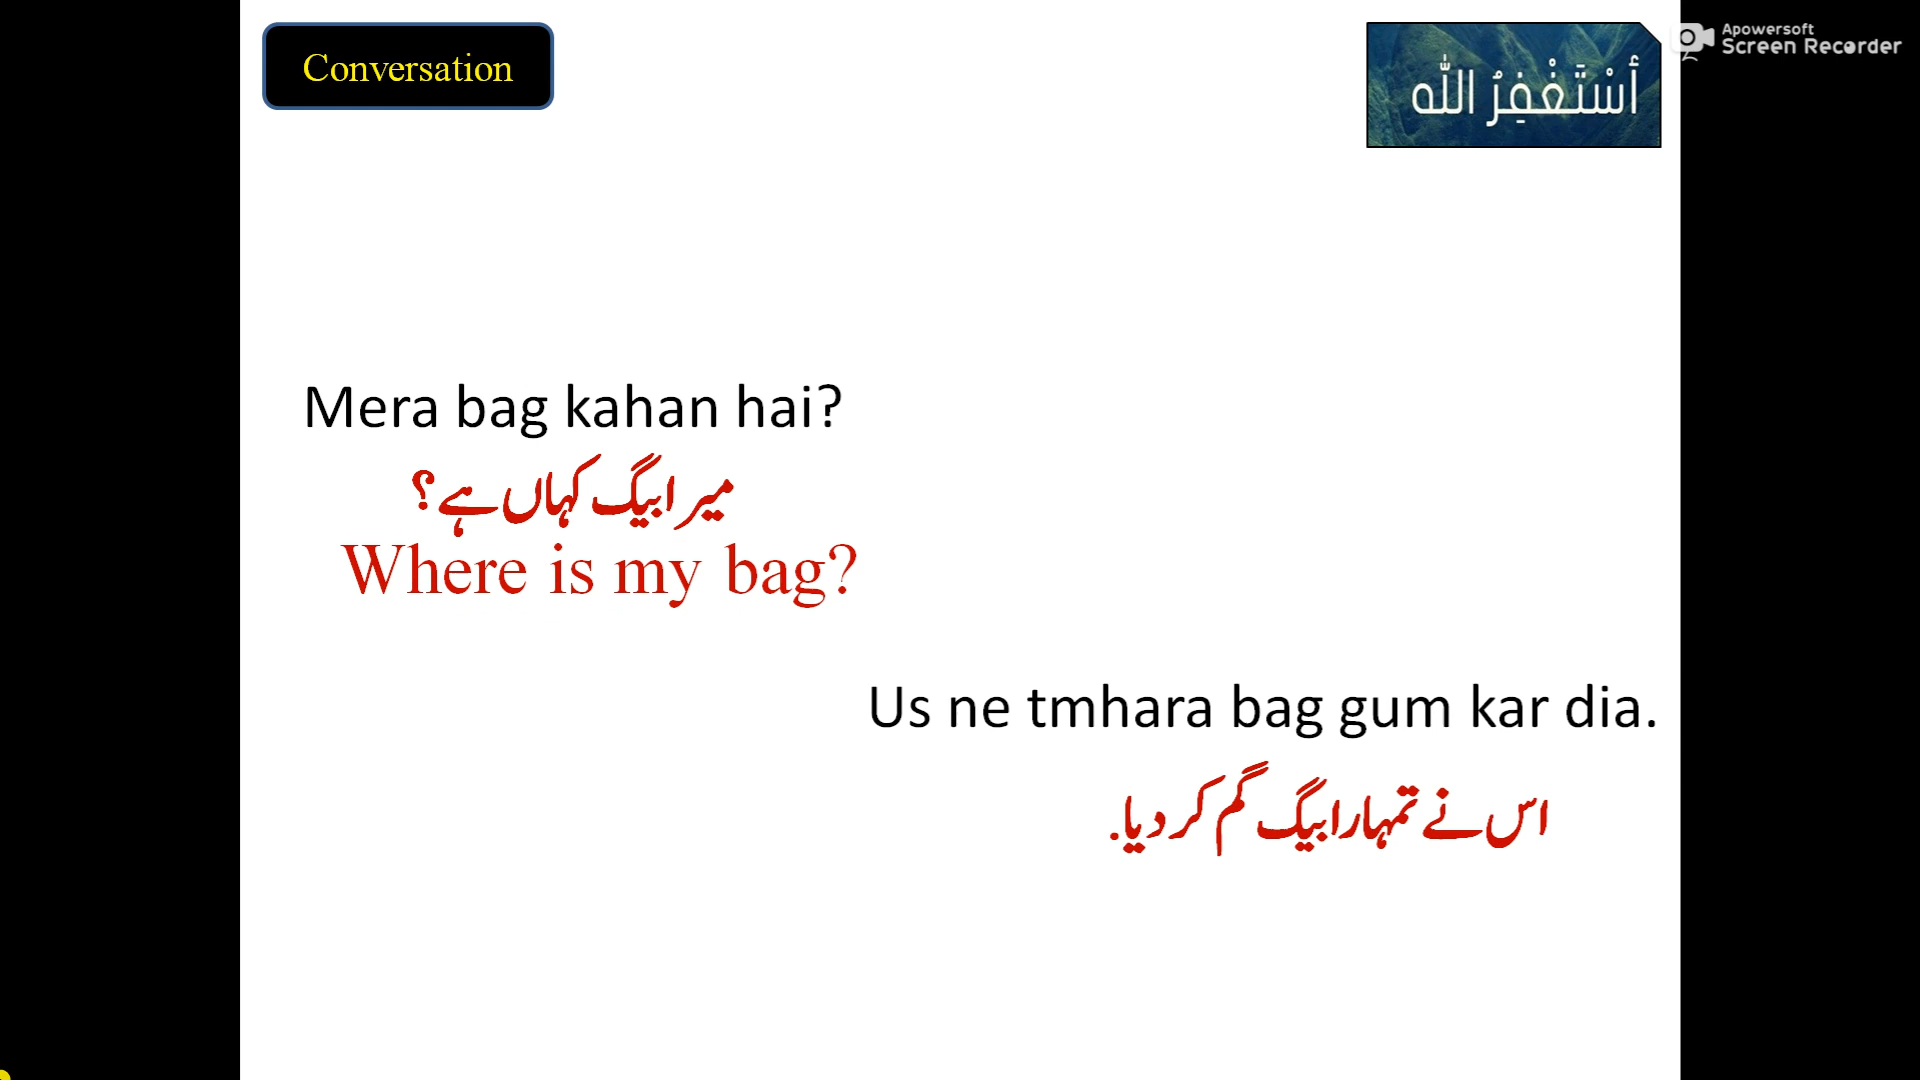 Conversation
أَسْتَغْفِرُ اللّٰه
Apowersoft
Screen Recorder
Mera bag kahan hai?
میرا بیگ کہاں ہے؟
Where is my bag?
Us ne tmhara bag gum kar dia.
اس نے تمہارا بیگ گم کر دیا.